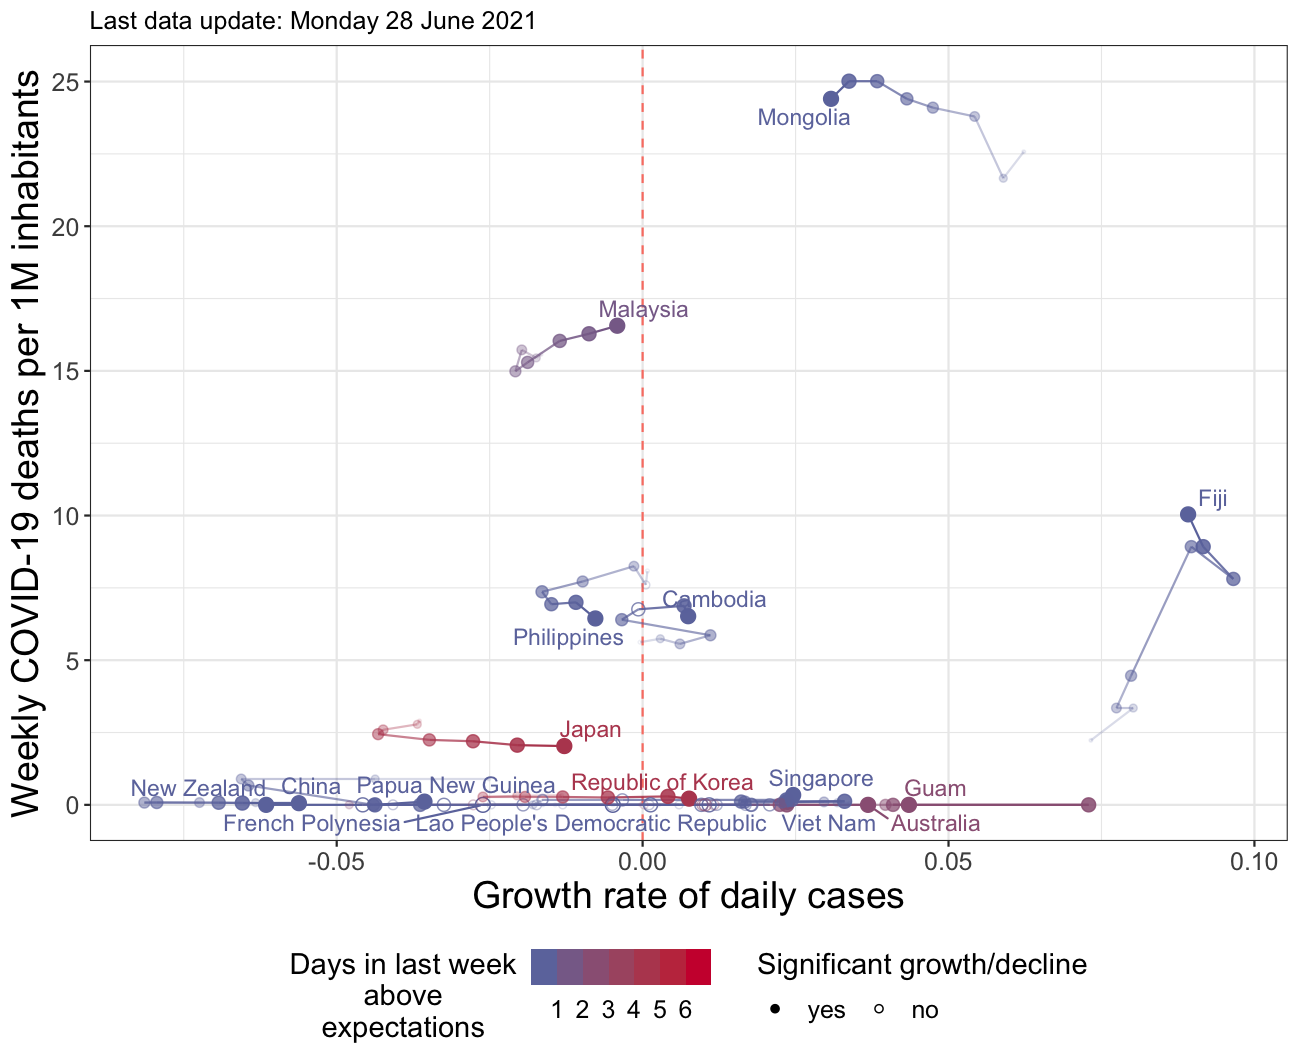 Last data update: Monday 28 June 2021
Weekly COVID-19 deaths per 1M inhabitants
25
20
15
10
5
0
Mongolia
Malaysia
Fiji
Cambodia
Philippines
Japan
New Zealand
China
Papua New Guinea
Republic of Korea
Singapore
Guam
French Polynesia
Lao People's Democratic Republic
Viet Nam
Australia
-0.05
0.00
0.05
0.10
Growth rate of daily cases
Days in last week
above
expectations
1 2 3 4 5 6
Significant growth/decline
yes
no